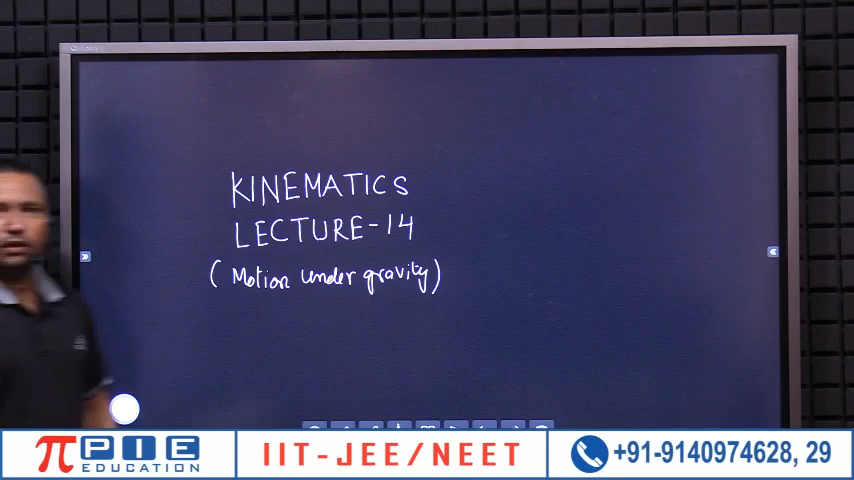 KINEMATICS
LECTURE-14
(Motion under gravity)
π PIE EDUCATION
IIT-JEE/NEET
+91-9140974628, 29